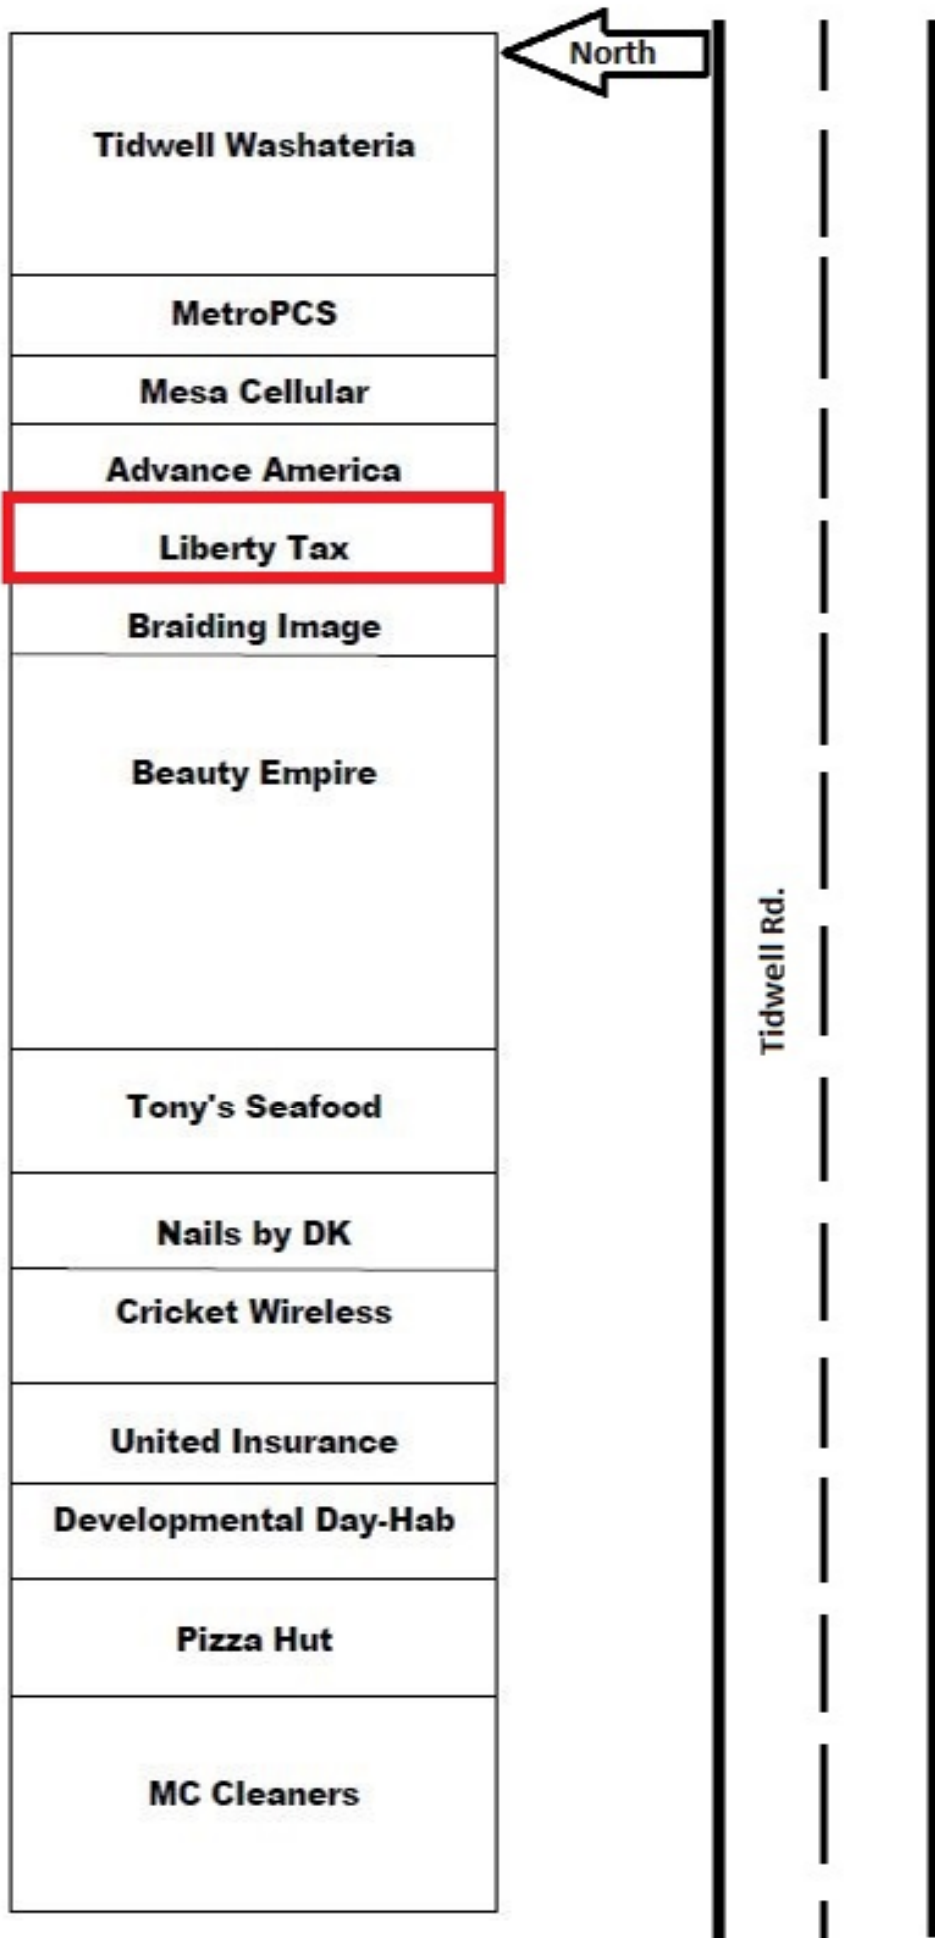 North
Tidwell Washateria
MetroPCS
Mesa Cellular
Advance America
Liberty Tax
Braiding Image
Beauty Empire
Tidwell Rd.
Tony's Seafood
Nails by DK
Cricket Wireless
United Insurance
Developmental Day-Hab
Pizza Hut
MC Cleaners